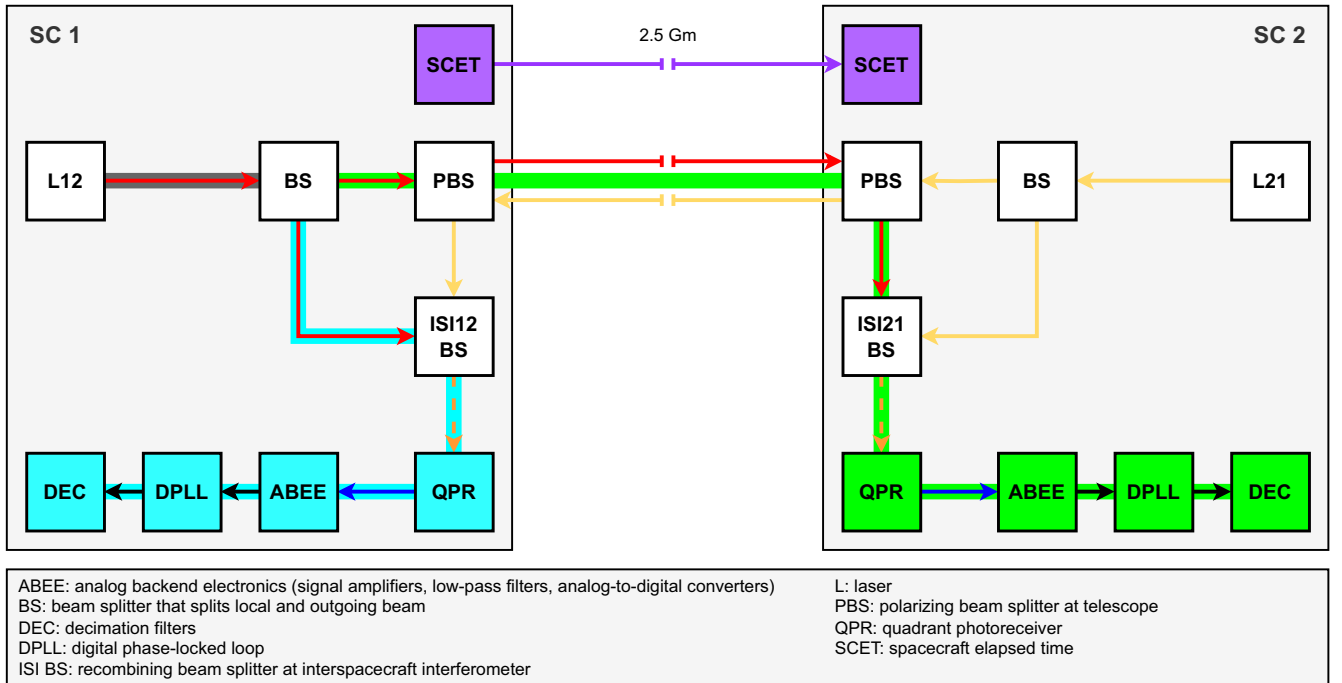 SC 1
2.5 Gm
SC 2
SCET
SCET
L12
BS
PBS
PBS
BS
L21
ISI12
BS
ISI21
BS
DEC
DPLL
ABEE
QPR
QPR
ABEE
DPLL
DEC
ABEE: analog backend electronics (signal amplifiers, low-pass filters, analog-to-digital converters)
BS: beam splitter that splits local and outgoing beam
DEC: decimation filters
DPLL: digital phase-locked loop
ISI BS: recombining beam splitter at interspacecraft interferometer
L: laser
PBS: polarizing beam splitter at telescope
QPR: quadrant photoreceiver
SCET: spacecraft elapsed time